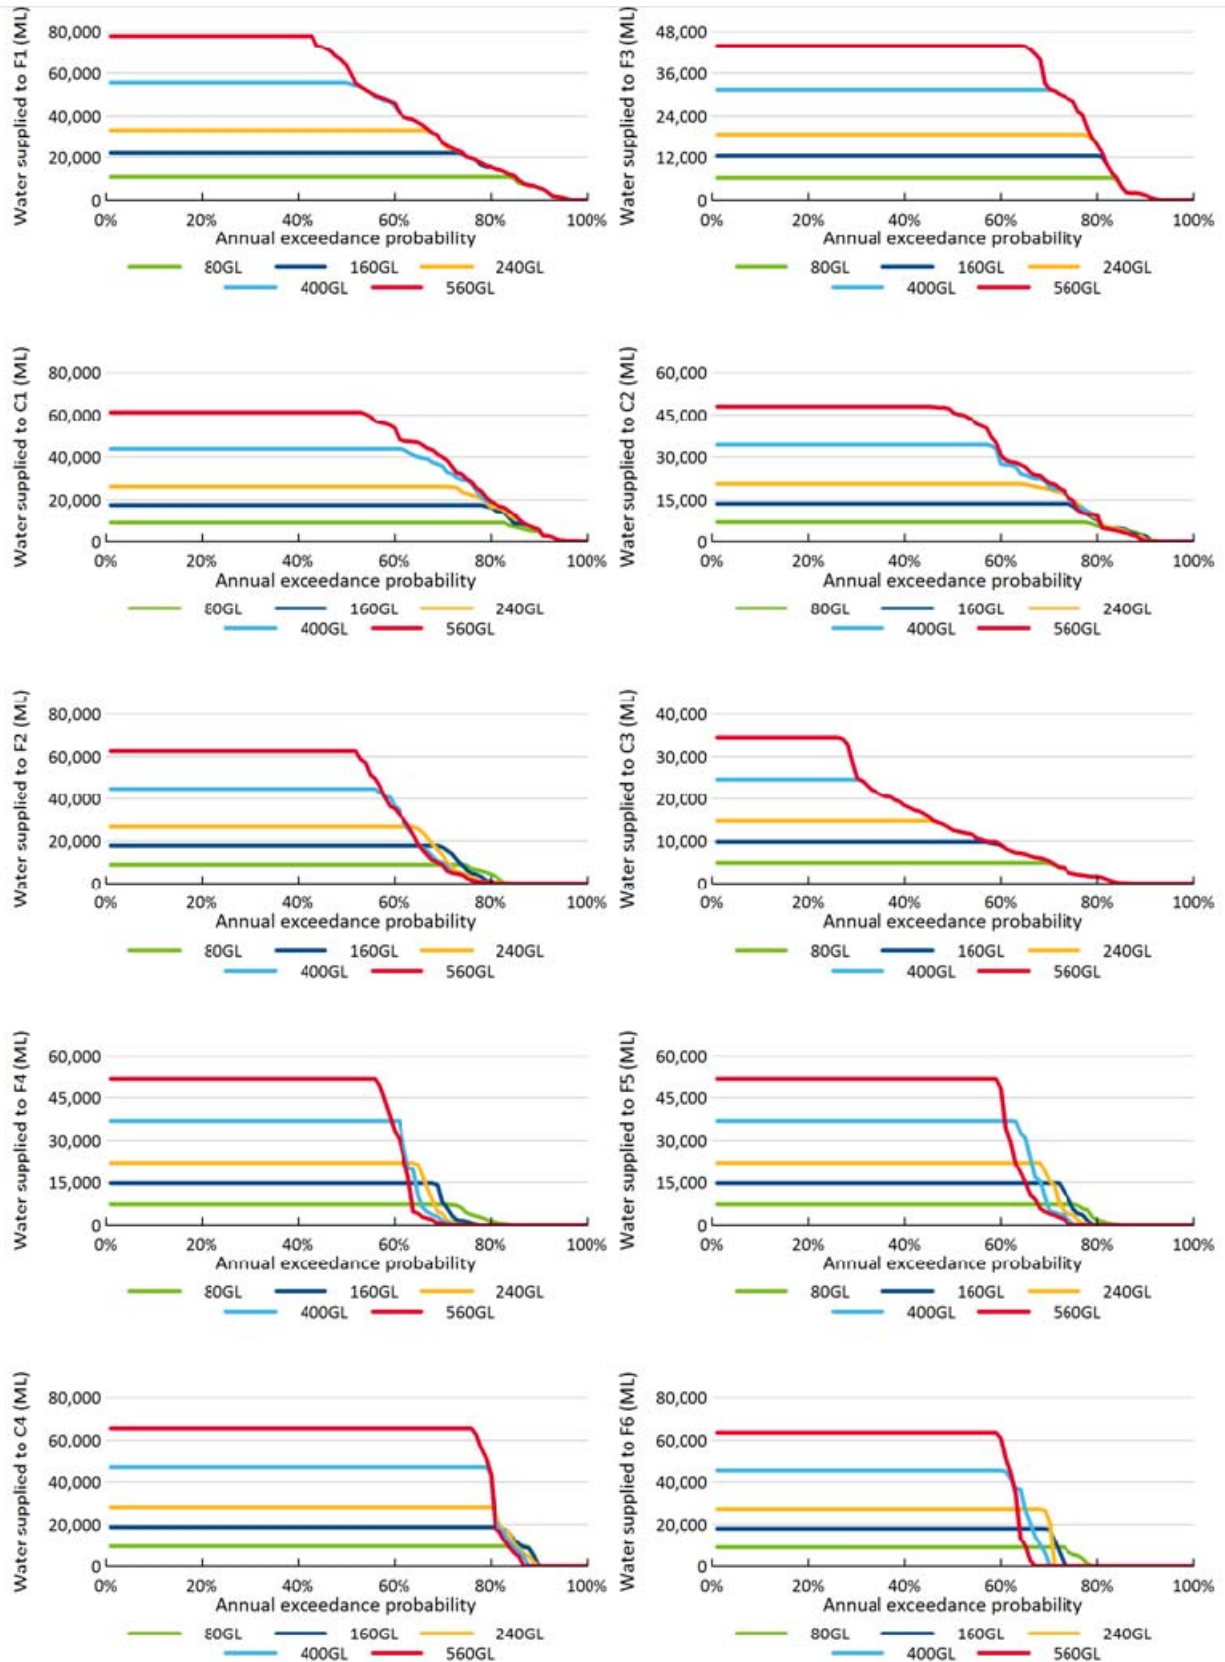 Water supplied to F1 (ML)
80,000
60,000
40,000
20,000
0
0% 20% 40% 60% 80% 100%
Annual exceedance probability
80GL 160GL 240GL
400GL 560GL
Water supplied to F3 (ML)
48,000
36,000
24,000
12,000
0
0% 20% 40% 60% 80% 100%
Annual exceedance probability
80GL 160GL 240GL
400GL 560GL
Water supplied to C1 (ML)
80,000
60,000
40,000
20,000
0
0% 20% 40% 60% 80% 100%
Annual exceedance probability
80GL 160GL 240GL
400GL 560GL
Water supplied to C2 (ML)
60,000
45,000
30,000
15,000
0
0% 20% 40% 60% 80% 100%
Annual exceedance probability
80GL 160GL 240GL
400GL 560GL
Water supplied to F2 (ML)
80,000
60,000
40,000
20,000
0
0% 20% 40% 60% 80% 100%
Annual exceedance probability
80GL 160GL 240GL
400GL 560GL
Water supplied to C3 (ML)
40,000
30,000
20,000
10,000
0
0% 20% 40% 60% 80% 100%
Annual exceedance probability
80GL 160GL 240GL
400GL 560GL
Water supplied to F4 (ML)
60,000
45,000
30,000
15,000
0
0% 20% 40% 60% 80% 100%
Annual exceedance probability
80GL 160GL 240GL
400GL 560GL
Water supplied to F5 (ML)
60,000
45,000
30,000
15,000
0
0% 20% 40% 60% 80% 100%
Annual exceedance probability
80GL 160GL 240GL
400GL 560GL
Water supplied to C4 (ML)
80,000
60,000
40,000
20,000
0
0% 20% 40% 60% 80% 100%
Annual exceedance probability
80GL 160GL 240GL
400GL 560GL
Water supplied to F6 (ML)
80,000
60,000
40,000
20,000
0
0% 20% 40% 60% 80% 100%
Annual exceedance probability
80GL 160GL 240GL
400GL 560GL